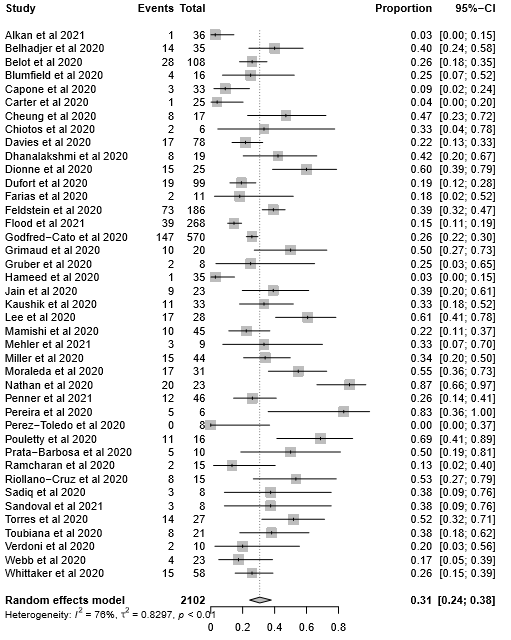 Study Events Total Proportion 95%−CI
Alkan et al 2021 1 36 0.03 [0.00; 0.15]
Belhadjer et al 2020 14 35 0.40 [0.24; 0.58]
Belot et al 2020 28 108 0.26 [0.18; 0.35]
Blumfield et al 2020 4 16 0.25 [0.07; 0.52]
Capone et al 2020 3 33 0.09 [0.02; 0.24]
Carter et al 2020 1 25 0.04 [0.00; 0.20]
Cheung et al 2020 8 17 0.47 [0.23; 0.72]
Chiotos et al 2020 2 6 0.33 [0.04; 0.78]
Davies et al 2020 17 78 0.22 [0.13; 0.33]
Dhanalakshmi et al 2020 8 19 0.42 [0.20; 0.67]
Dionne et al 2020 15 25 0.60 [0.39; 0.79]
Dufort et al 2020 19 99 0.19 [0.12; 0.28]
Farias et al 2020 2 11 0.18 [0.02; 0.52]
Feldstein et al 2020 73 186 0.39 [0.32; 0.47]
Flood et al 2021 39 268 0.15 [0.11; 0.19]
Godfred−Cato et al 2020 147 570 0.26 [0.22; 0.30]
Grimaud et al 2020 10 20 0.50 [0.27; 0.73]
Gruber et al 2020 2 8 0.25 [0.03; 0.65]
Hameed et al 2020 1 35 0.03 [0.00; 0.15]
Jain et al 2020 9 23 0.39 [0.20; 0.61]
Kaushik et al 2020 11 33 0.33 [0.18; 0.52]
Lee et al 2020 17 28 0.61 [0.41; 0.78]
Mamishi et al 2020 10 45 0.22 [0.11; 0.37]
Mehler et al 2021 3 9 0.33 [0.07; 0.70]
Miller et al 2020 15 44 0.34 [0.20; 0.50]
Moraleda et al 2020 17 31 0.55 [0.36; 0.73]
Nathan et al 2020 20 23 0.87 [0.66; 0.97]
Penner et al 2021 12 46 0.26 [0.14; 0.41]
Pereira et al 2020 5 6 0.83 [0.36; 1.00]
Perez−Toledo et al 2020 0 8 0.00 [0.00; 0.37]
Pouletty et al 2020 11 16 0.69 [0.41; 0.89]
Prata−Barbosa et al 2020 5 10 0.50 [0.19; 0.81]
Ramcharan et al 2020 2 15 0.13 [0.02; 0.40]
Riollano−Cruz et al 2020 8 15 0.53 [0.27; 0.79]
Sadiq et al 2020 3 8 0.38 [0.09; 0.76]
Sandoval et al 2021 3 8 0.38 [0.09; 0.76]
Torres et al 2020 14 27 0.52 [0.32; 0.71]
Toubiana et al 2020 8 21 0.38 [0.18; 0.62]
Verdoni et al 2020 2 10 0.20 [0.03; 0.56]
Webb et al 2020 4 23 0.17 [0.05; 0.39]
Whittaker et al 2020 15 58 0.26 [0.15; 0.39]
Random effects model 2102 0.31 [0.24; 0.38]
Heterogeneity: I² = 76%, τ² = 0.8297, p < 0.01
0 0.2 0.4 0.6 0.8